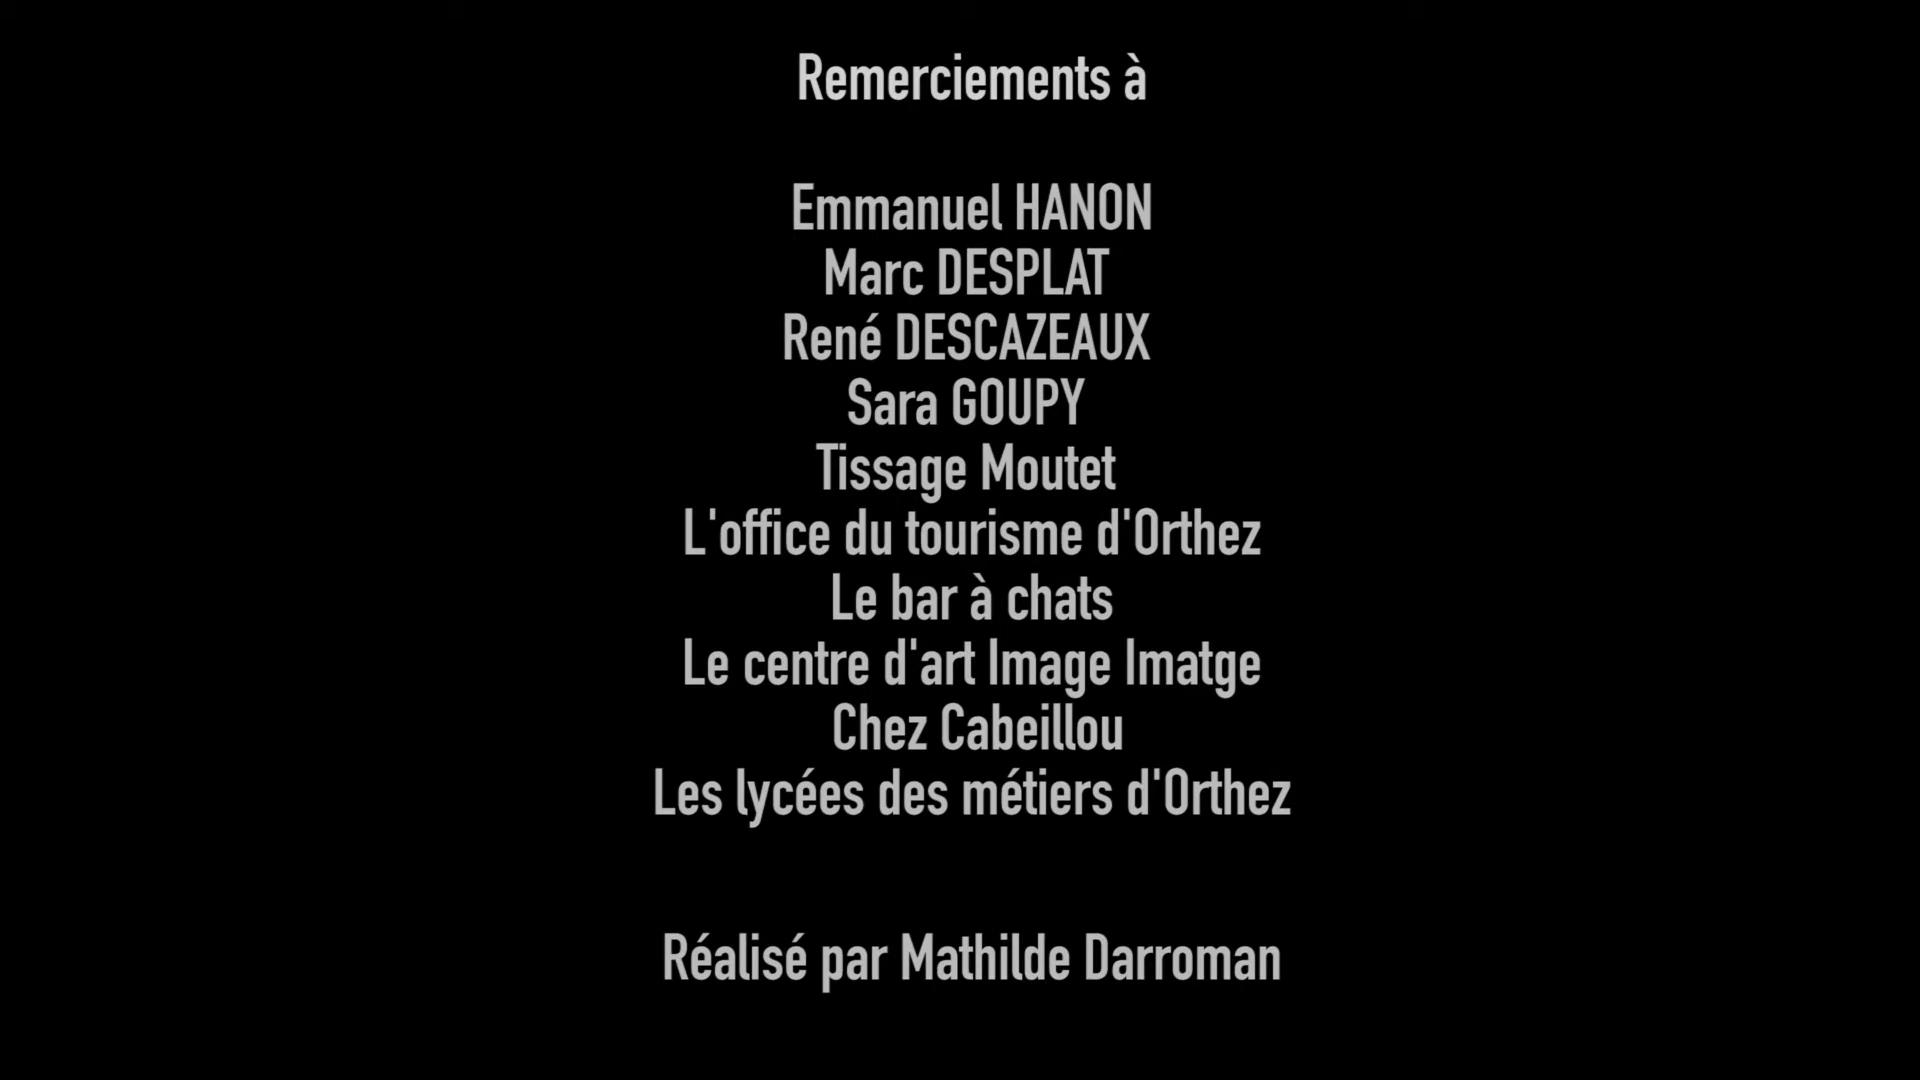 Remerciements à
Emmanuel HANON
Marc DESPLAT
René DESCAZEAUX
Sara GOUPY
Tissage Moutet
L'office du tourisme d'Orthez
Le bar à chats
Le centre d'art Image Imatge
Chez Cabeillou
Les lycées des métiers d'Orthez
Réalisé par Mathilde Darroman